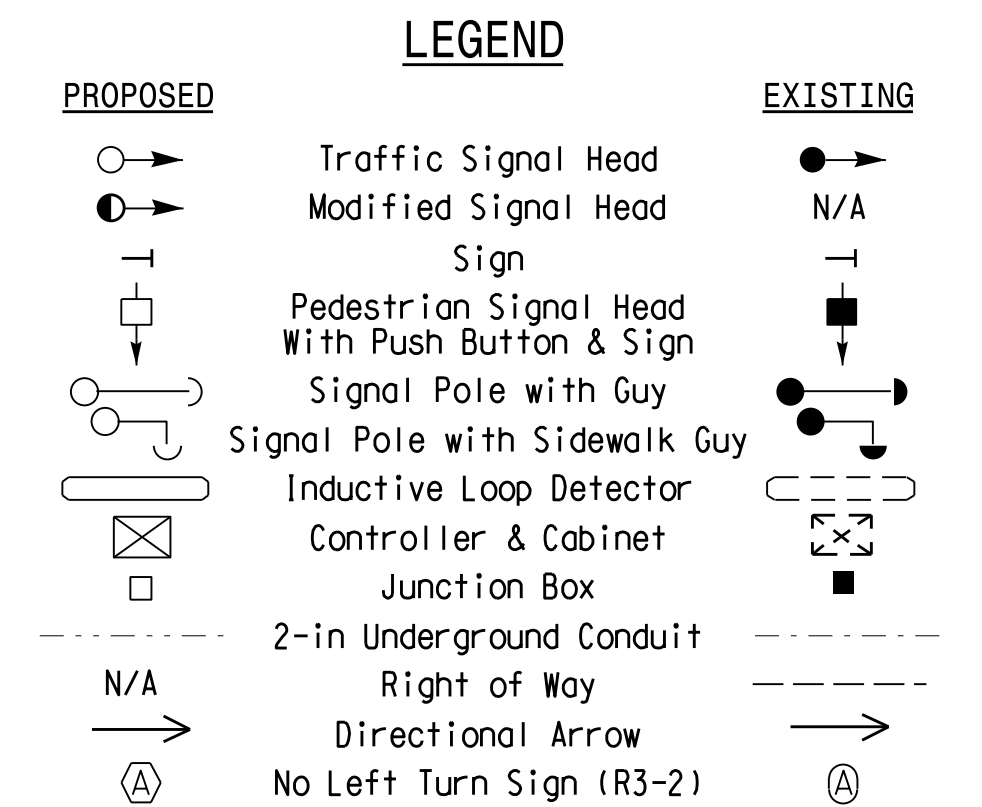 LEGEND
PROPOSED EXISTING
Traffic Signal Head
Modified Signal Head N/A
Sign
Pedestrian Signal Head
With Push Button & Sign
Signal Pole with Guy
Signal Pole with Sidewalk Guy
Inductive Loop Detector
Controller & Cabinet
Junction Box
2-in Underground Conduit
N/A Right of Way
Directional Arrow
A No Left Turn Sign (R3-2) A